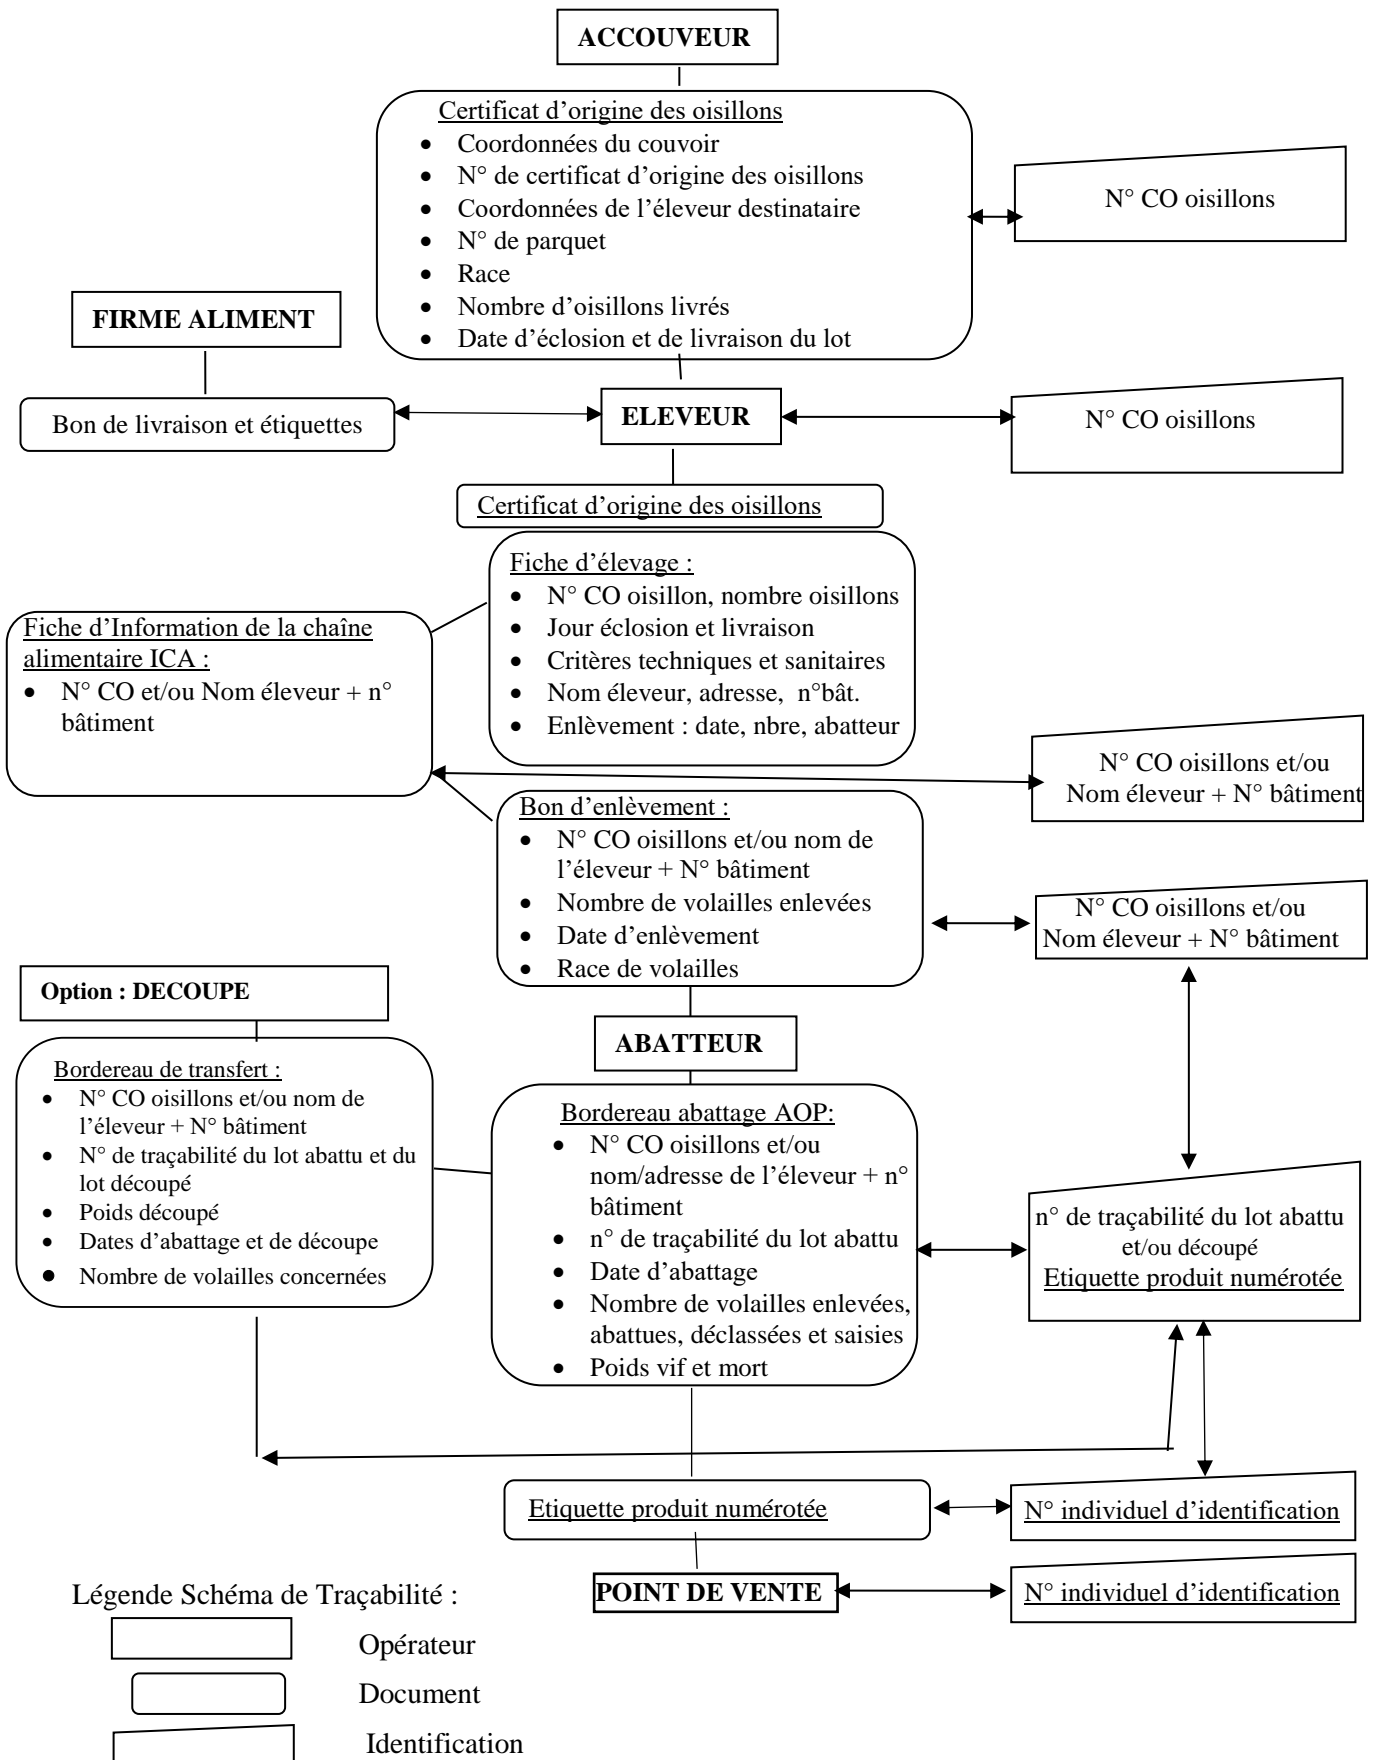 ACCOUVEUR
Certificat d’origine des oisillons
• Coordonnées du couvoir
• N° de certificat d’origine des oisillons
• Coordonnées de l’éleveur destinataire
• N° de parquet
• Race
• Nombre d’oisillons livrés
• Date d’éclosion et de livraison du lot
N° CO oisillons
FIRME ALIMENT
Bon de livraison et étiquettes
ELEVEUR
N° CO oisillons
Certificat d’origine des oisillons
Fiche d’élevage :
• N° CO oisillon, nombre oisillons
• Jour éclosion et livraison
• Critères techniques et sanitaires
• Nom éleveur, adresse, n°bât.
• Enlèvement : date, nbre, abatteur
Fiche d’Information de la chaîne
alimentaire ICA :
• N° CO et/ou Nom éleveur + n°
bâtiment
N° CO oisillons et/ou
Nom éleveur + N° bâtiment
Bon d’enlèvement :
• N° CO oisillons et/ou nom de
l’éleveur + N° bâtiment
• Nombre de volailles enlevées
• Date d’enlèvement
• Race de volailles
N° CO oisillons et/ou
Nom éleveur + N° bâtiment
Option : DECOUPE
Bordereau de transfert :
• N° CO oisillons et/ou nom de
l’éleveur + N° bâtiment
• N° de traçabilité du lot abattu et du
lot découpé
• Poids découpé
• Dates d’abattage et de découpe
• Nombre de volailles concernées
ABATTEUR
Bordereau abattage AOP:
• N° CO oisillons et/ou
nom/adresse de l’éleveur + n°
bâtiment
• n° de traçabilité du lot abattu
• Date d’abattage
• Nombre de volailles enlevées,
abattues, déclassées et saisies
• Poids vif et mort
n° de traçabilité du lot abattu
et/ou découpé
Etiquette produit numérotée
Etiquette produit numérotée
N° individuel d’identification
POINT DE VENTE
N° individuel d’identification
Légende Schéma de Traçabilité :
Opérateur
Document
Identification